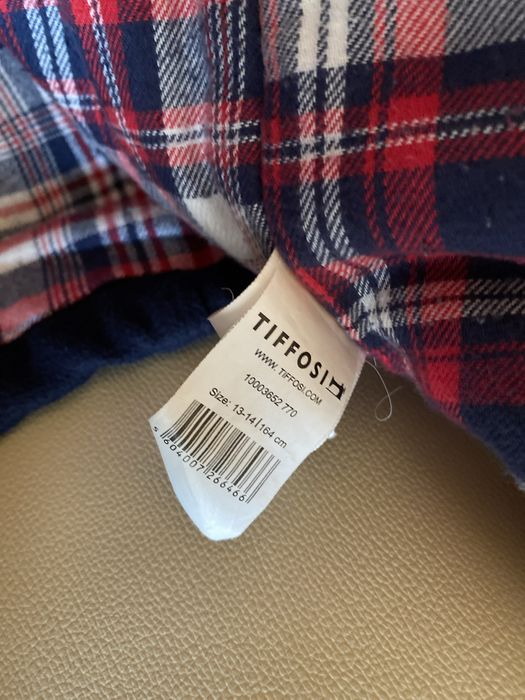 TIFFOSI
WWW.TIFFOSI.COM
10003652 770
Size: 13-14 | 164 cm
5 604007 266466